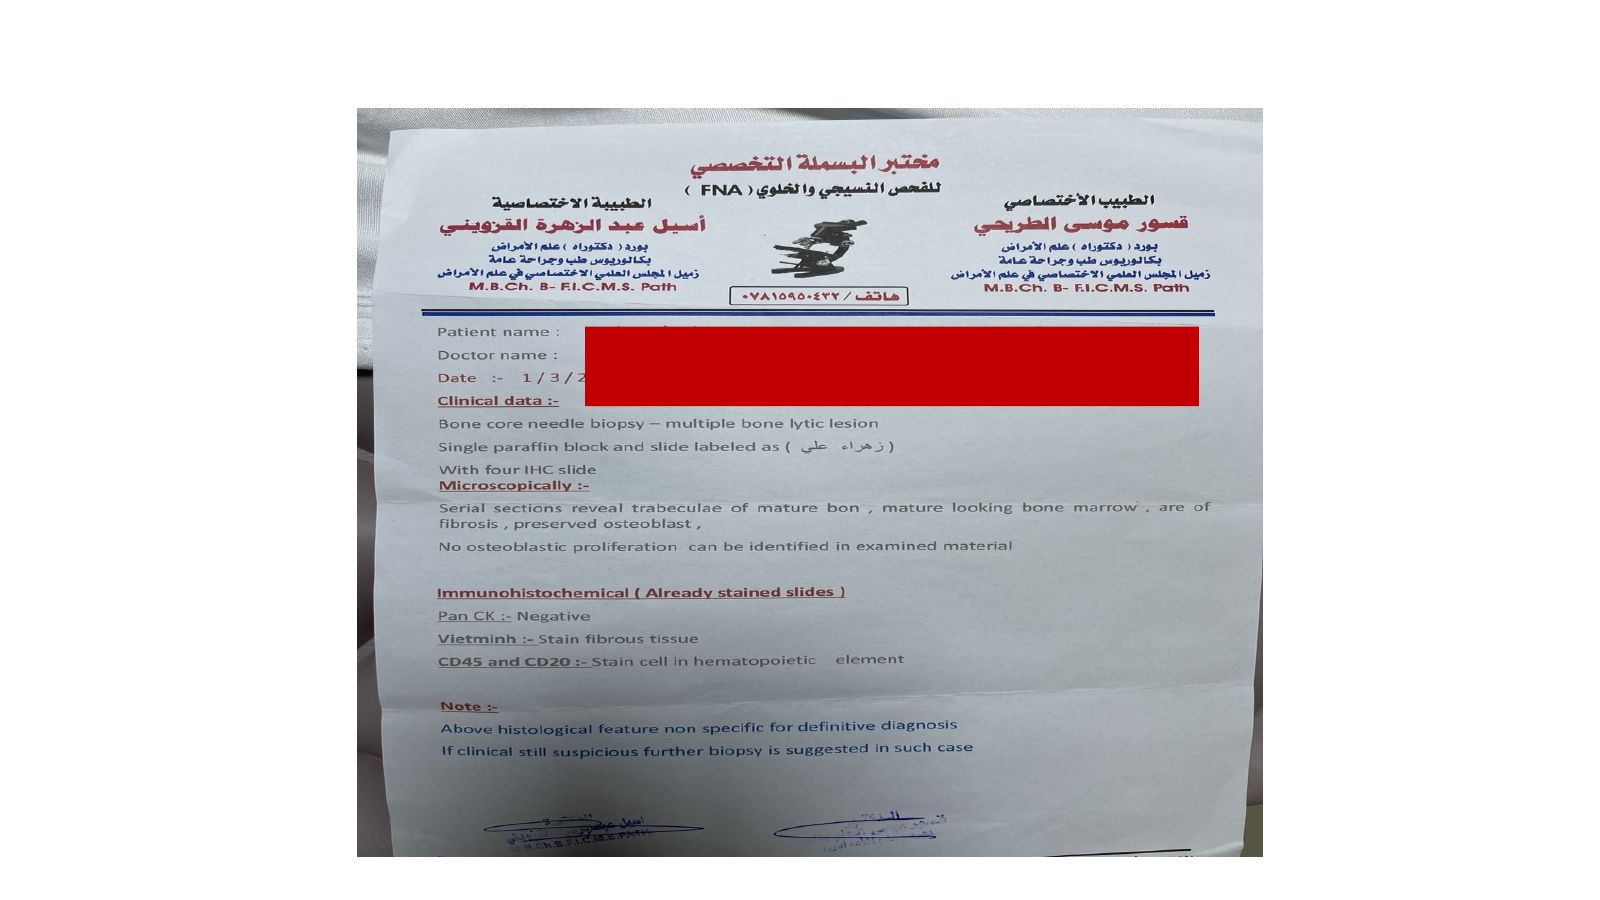 مختبر البسملة التخصصي
للفحص النسيجي والخلوي ( FNA )
الطبيب الأختصاصي
قسور موسى الطريحي
بورد ( دكتوراه ) علم الأمراض
بكالوريوس طب وجراحة عامة
زميل المجلس العلمي الاختصاصي في علم الأمراض
M.B.Ch. B- F.I.C.M.S. Path
الطبيبة الاختصاصية
أسيل عبد الزهرة القزويني
بورد ( دكتوراه ) علم الأمراض
بكالوريوس طب وجراحة عامة
زميل المجلس العلمي الاختصاصي في علم الأمراض
M.B.Ch. B- F.I.C.M.S. Path
هاتف / ٠٧٨١٥٩٥٠٤٣٢
Patient name :
Doctor name :
Date :- 1 / 3 / 2
Clinical data :-
Bone core needle biopsy – multiple bone lytic lesion
Single paraffin block and slide labeled as ( زهراء علي )
With four IHC slide
Microscopically :-
Serial sections reveal trabeculae of mature bon , mature looking bone marrow , are of
fibrosis , preserved osteoblast ,
No osteoblastic proliferation can be identified in examined material
Immunohistochemical ( Already stained slides )
Pan CK :- Negative
Vietminh :- Stain fibrous tissue
CD45 and CD20 :- Stain cell in hematopoietic element
Note :-
Above histological feature non specific for definitive diagnosis
If clinical still suspicious further biopsy is suggested in such case